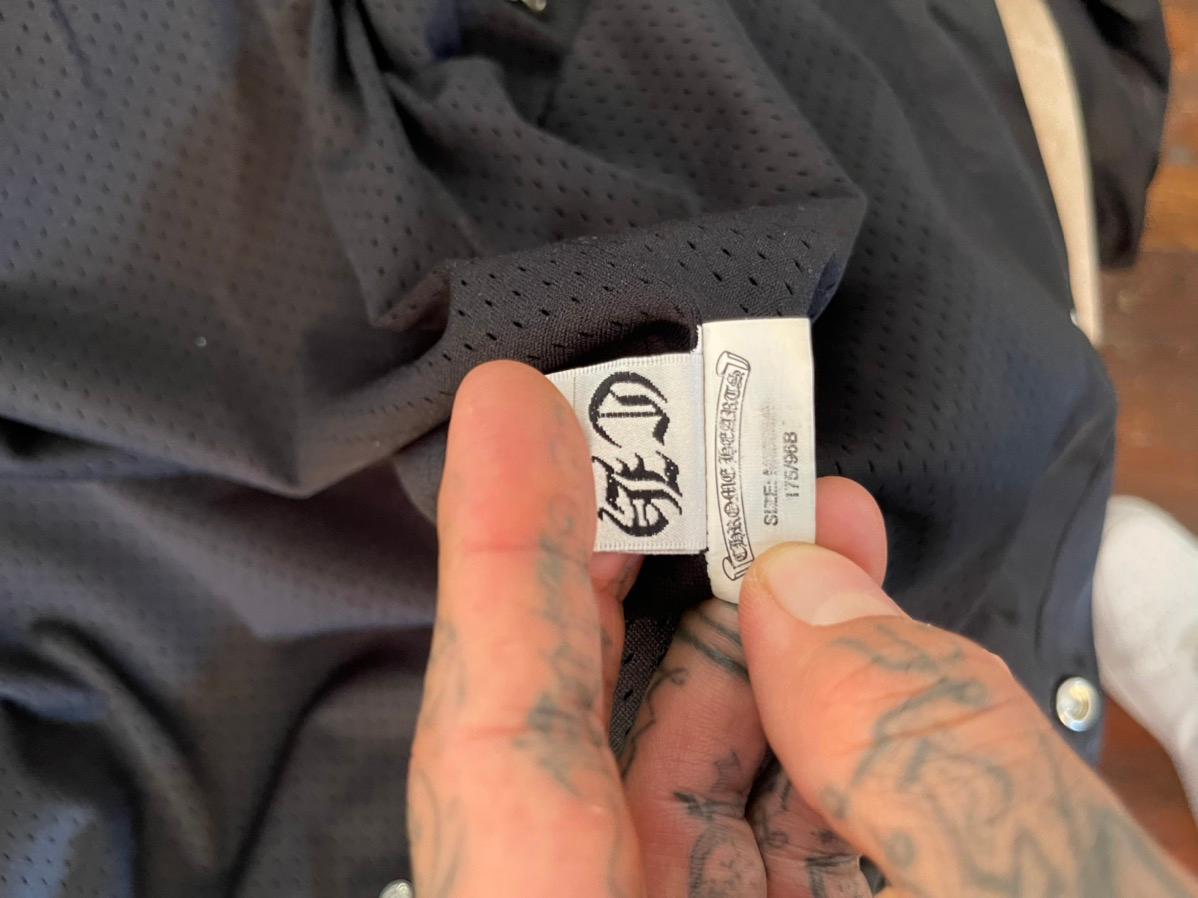 CH
CHROME HEARTS
SIZE:
175/96B